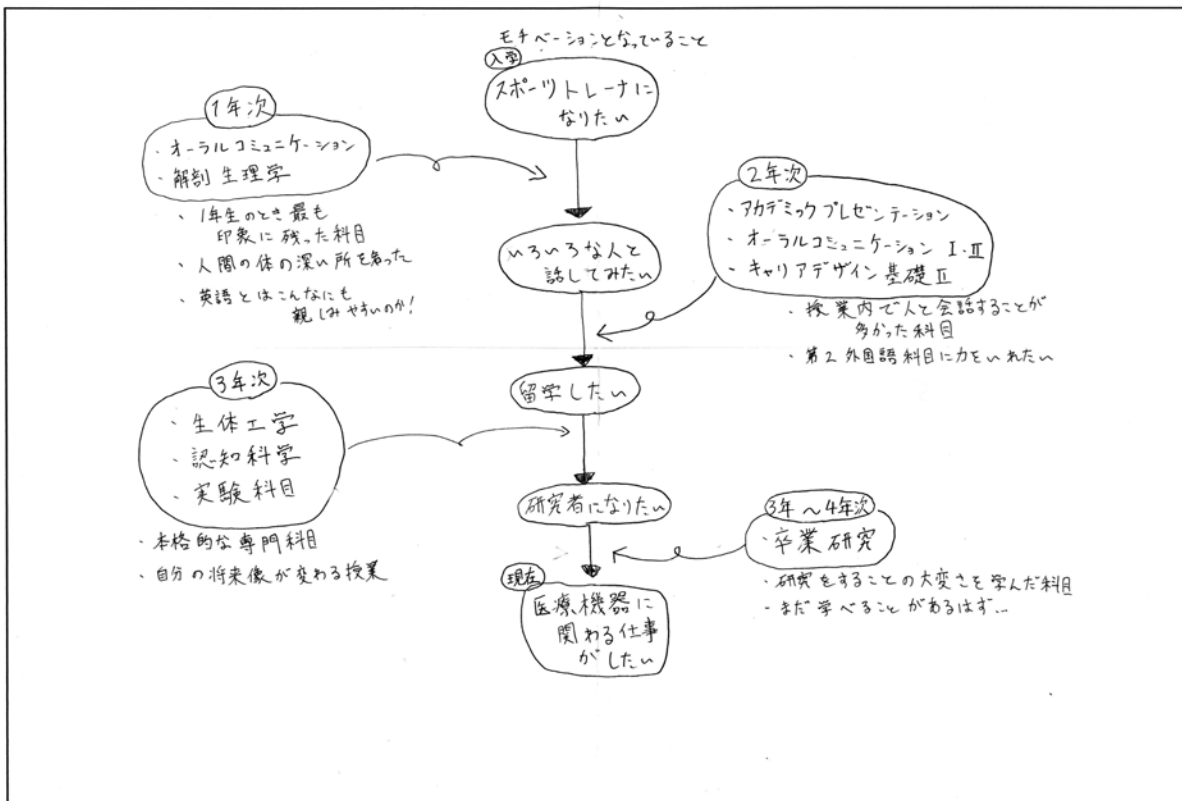 モチベーションとなっていること
入学
スポーツトレーナに
なりたい
1年次
・オーラルコミュニケーション
・解剖生理学
・1年生のとき最も
印象に残った科目
・人間の体の深い所を知った
・英語とはこんなにも
親しみやすいのか!
いろいろな人と
話してみたい
2年次
・アカデミックプレゼンテーション
・オーラルコミュニケーション Ⅰ・Ⅱ
・キャリアデザイン基礎Ⅱ
・授業内で人と会話することが
多かった科目
・第2外国語科目に力をいれたい
留学したい
3年次
・生体工学
・認知科学
・実験科目
・本格的な専門科目
・自分の将来像が変わる授業
研究者になりたい
3年～4年次
・卒業研究
・研究をすることの大変さを学んだ科目
・まだ学べることがあるはず…
現在
医療機器に
関わる仕事
がしたい